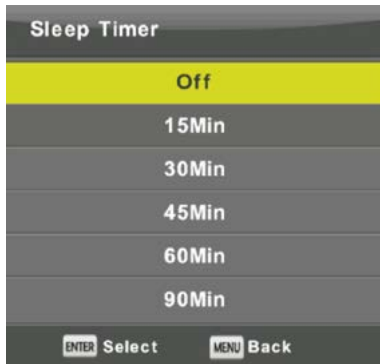 Sleep Timer
Off
15Min
30Min
45Min
60Min
90Min
ENTER Select MENU Back